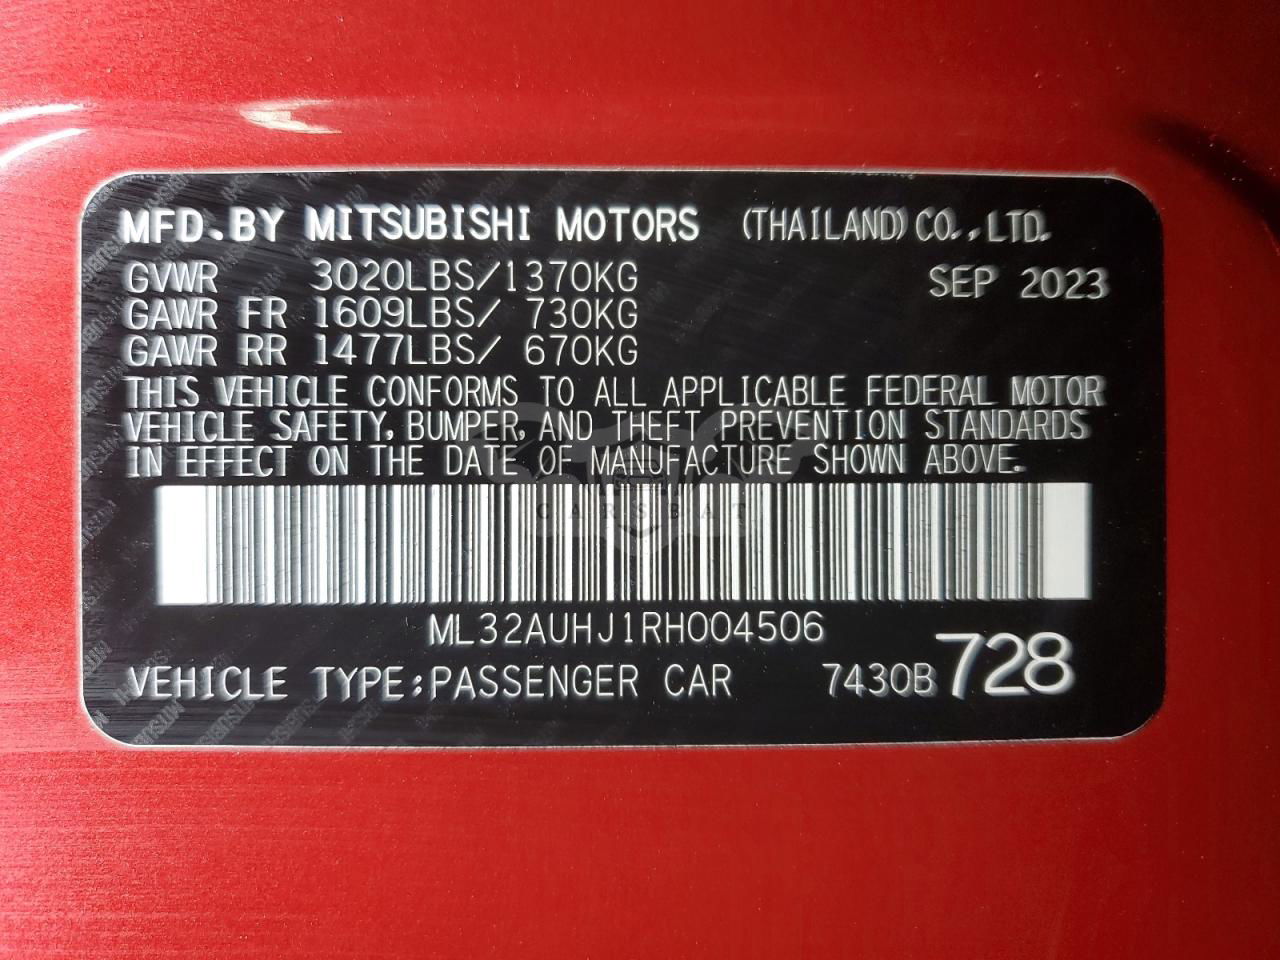 MFD.BY MITSUBISHI MOTORS (THAILAND) CO.,LTD.
GVWR 3020LBS/1370KG SEP 2023
GAWR FR 1609LBS/ 730KG
GAWR RR 1477LBS/ 670KG
THIS VEHICLE CONFORMS TO ALL APPLICABLE FEDERAL MOTOR
VEHICLE SAFETY, BUMPER, AND THEFT PREVENTION STANDARDS
IN EFFECT ON THE DATE OF MANUFACTURE SHOWN ABOVE.
CARSBAT
ML32AUHJ1RH004506
VEHICLE TYPE:PASSENGER CAR 7430B 728